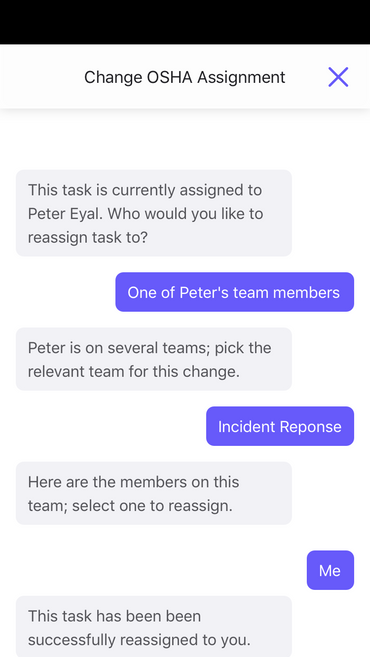 Change OSHA Assignment
This task is currently assigned to
Peter Eyal. Who would you like to
reassign task to?
One of Peter's team members
Peter is on several teams; pick the
relevant team for this change.
Incident Reponse
Here are the members on this
team; select one to reassign.
Me
This task has been been
successfully reassigned to you.